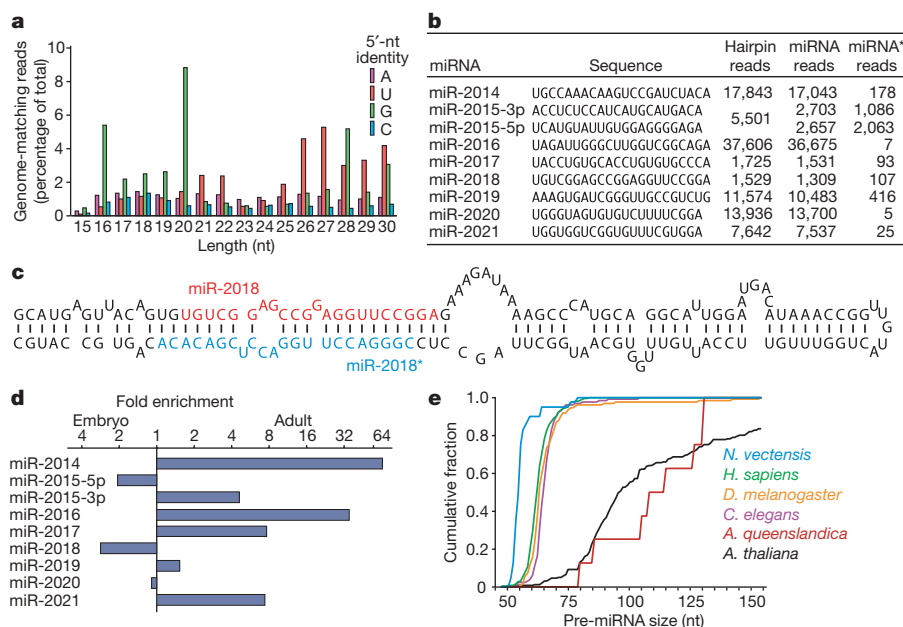 a
5′-nt
identity
A
U
G
C
Genome-matching reads
(percentage of total)
10
8
6
4
2
0
15 16 17 18 19 20 21 22 23 24 25 26 27 28 29 30
Length (nt)
b
miRNA Sequence Hairpin reads miRNA reads miRNA* reads
miR-2014 UGCCAAACAAGUCCGAUCUACA 17,843 17,043 178
miR-2015-3p ACCUCUCCAUCAUGCAUGACA 5,501 2,703 1,086
miR-2015-5p UCAUGUAUUGUGGAGGGGAGA 2,657 2,063
miR-2016 UAGAUUGGGCUUGGUCGGCAGA 37,606 36,675 7
miR-2017 UACCUGUGCACCUGUGUGCCCA 1,725 1,531 93
miR-2018 UGUCGGAGCCGGAGGUUCCGGA 1,529 1,309 107
miR-2019 AAAGUGAUCGGGUUGCCGUCUG 11,574 10,483 416
miR-2020 UGGGUAGUGUGUCUUUUCGGA 13,936 13,700 5
miR-2021 UGGUGGUCGGUGUUUCGUGGA 7,642 7,537 25
c
miR-2018
GCAUGAGUUACAGUGUGUCGGAGCCGGAGGUUCCGGAGAAAGAUAAAAGCCCAUGCAGGCAUUGGAUGACAUAAACCGGUUG
CGUACCGUGACACACAGCUCCAGGUUCCAGGGCCUCCCGAGUUCGGCUAACGUGGUUGUUACCUUGUUUGGUUGACU
miR-2018*
d
Fold enrichment
Embryo Adult
4 2 1 2 4 8 16 32 64
miR-2014
miR-2015-5p
miR-2015-3p
miR-2016
miR-2017
miR-2018
miR-2019
miR-2020
miR-2021
e
Cumulative fraction
1.0
0.8
0.6
0.4
0.2
0
N. vectensis
H. sapiens
D. melanogaster
C. elegans
A. queenslandica
A. thaliana
50 75 100 125 150
Pre-miRNA size (nt)